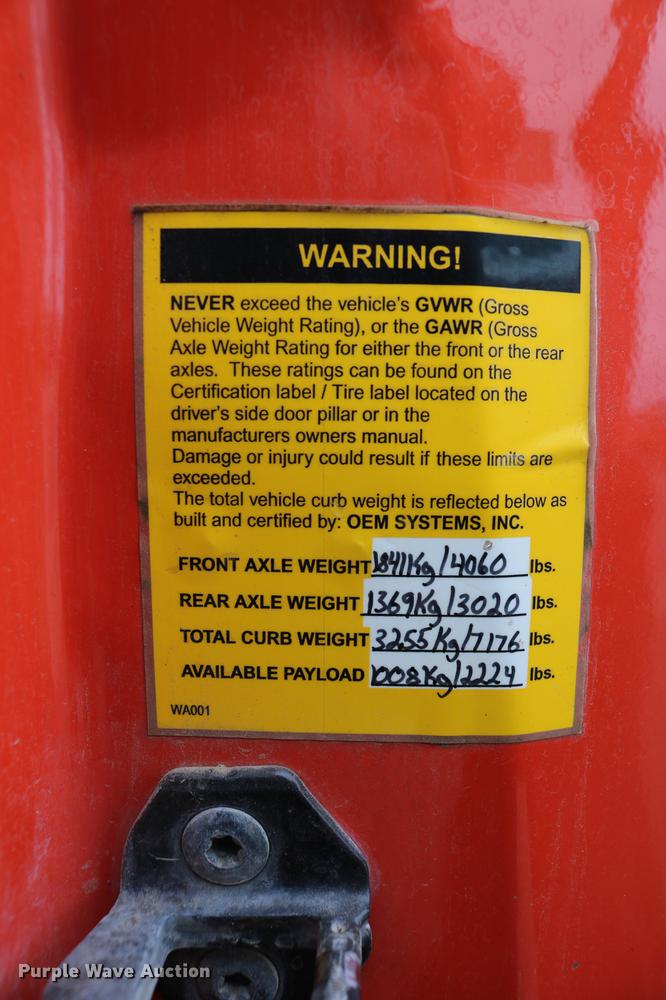 WARNING!
NEVER exceed the vehicle's GVWR (Gross
Vehicle Weight Rating), or the GAWR (Gross
Axle Weight Rating for either the front or the rear
axles. These ratings can be found on the
Certification label / Tire label located on the
driver's side door pillar or in the
manufacturers owners manual.
Damage or injury could result if these limits are
exceeded.
The total vehicle curb weight is reflected below as
built and certified by: OEM SYSTEMS, INC.
FRONT AXLE WEIGHT 1841Kg/4060 lbs.
REAR AXLE WEIGHT 1369Kg/3020 lbs.
TOTAL CURB WEIGHT 3255Kg/7176 lbs.
AVAILABLE PAYLOAD 1008Kg/2224 lbs.
WA001
Purple Wave Auction